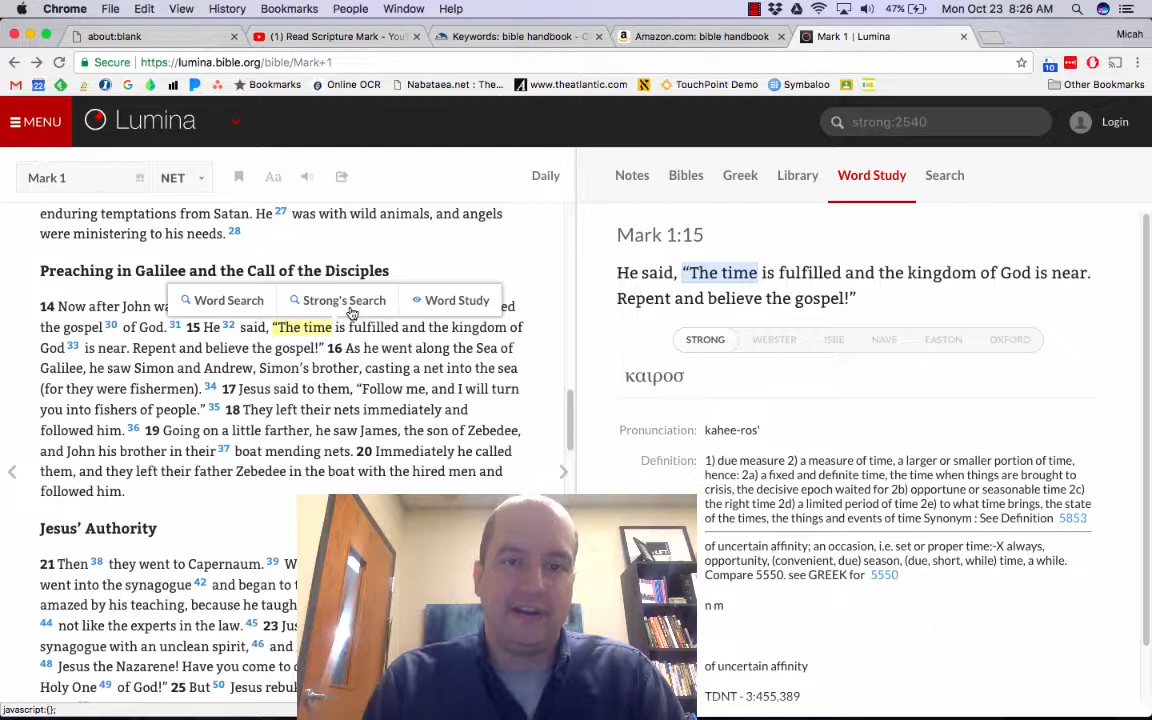 Chrome File Edit View History Bookmarks People Window Help 47% Mon Oct 23 8:26 AM
about:blank (1) Read Scripture Mark - YouT Keywords: bible handbook - C Amazon.com: bible handbook Mark 1 | Lumina Micah
Secure https://lumina.bible.org/bible/Mark+1
22 Bookmarks Online OCR Nabataea.net : The... www.theatlantic.com TouchPoint Demo Symbaloo Other Bookmarks
MENU Lumina strong:2540 Login
Mark 1 NET Aa Daily
enduring temptations from Satan. He 27 was with wild animals, and angels
were ministering to his needs. 28
Preaching in Galilee and the Call of the Disciples
Word Search Strong's Search Word Study
14 Now after John wa
the gospel 30 of God. 31 15 He 32 said, “The time is fulfilled and the kingdom of
God 33 is near. Repent and believe the gospel!” 16 As he went along the Sea of
Galilee, he saw Simon and Andrew, Simon’s brother, casting a net into the sea
(for they were fishermen). 34 17 Jesus said to them, “Follow me, and I will turn
you into fishers of people.” 35 18 They left their nets immediately and
followed him. 36 19 Going on a little farther, he saw James, the son of Zebedee,
and John his brother in their 37 boat mending nets. 20 Immediately he called
them, and they left their father Zebedee in the boat with the hired men and
followed him.
Jesus’ Authority
21 Then 38 they went to Capernaum. 39 W
went into the synagogue 42 and began to t
amazed by his teaching, because he taugh
44 not like the experts in the law. 45 23 Jus
synagogue with an unclean spirit, 46 and
48 Jesus the Nazarene! Have you come to d
Holy One 49 of God!” 25 But 50 Jesus rebul
javascript:{};
Notes Bibles Greek Library Word Study Search
Mark 1:15
He said, “The time is fulfilled and the kingdom of God is near.
Repent and believe the gospel!”
STRONG WEBSTER ISBE NAVE EASTON OXFORD
καιροσ
Pronunciation: kahee-ros'
Definition: 1) due measure 2) a measure of time, a larger or smaller portion of time,
hence: 2a) a fixed and definite time, the time when things are brought to
crisis, the decisive epoch waited for 2b) opportune or seasonable time 2c)
the right time 2d) a limited period of time 2e) to what time brings, the state
of the times, the things and events of time Synonym : See Definition 5853
of uncertain affinity; an occasion, i.e. set or proper time:-X always,
opportunity, (convenient, due) season, (due, short, while) time, a while.
Compare 5550. see GREEK for 5550
n m
of uncertain affinity
TDNT - 3:455,389